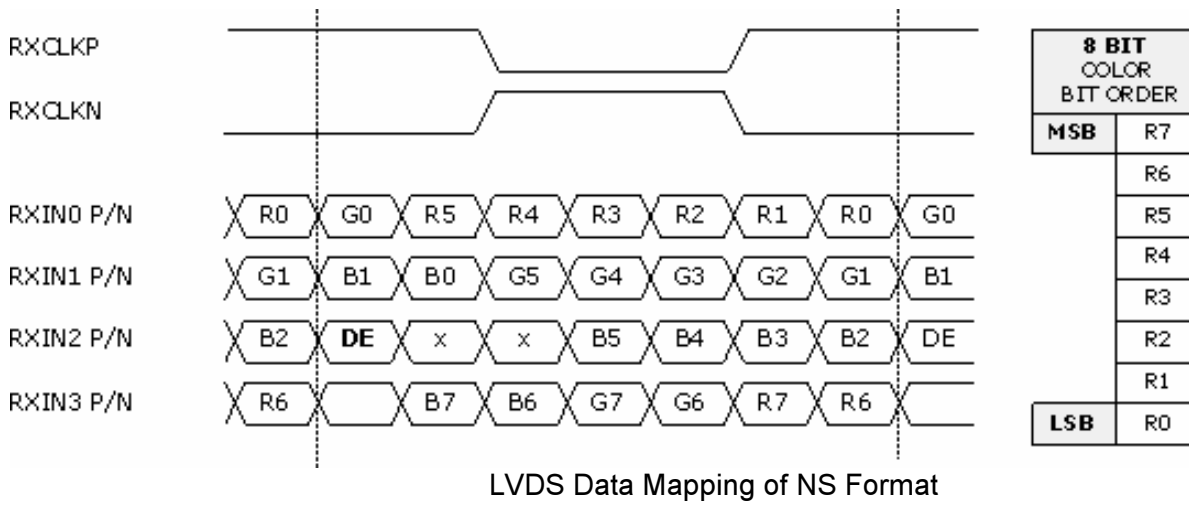 RXCLKP
RXCLKN
RXIN0 P/N R0 G0 R5 R4 R3 R2 R1 R0 G0
RXIN1 P/N G1 B1 B0 G5 G4 G3 G2 G1 B1
RXIN2 P/N B2 DE x x B5 B4 B3 B2 DE
RXIN3 P/N R6 B7 B6 G7 G6 R7 R6
8 BIT
COLOR
BIT ORDER
MSB R7
R6
R5
R4
R3
R2
R1
LSB R0
LVDS Data Mapping of NS Format